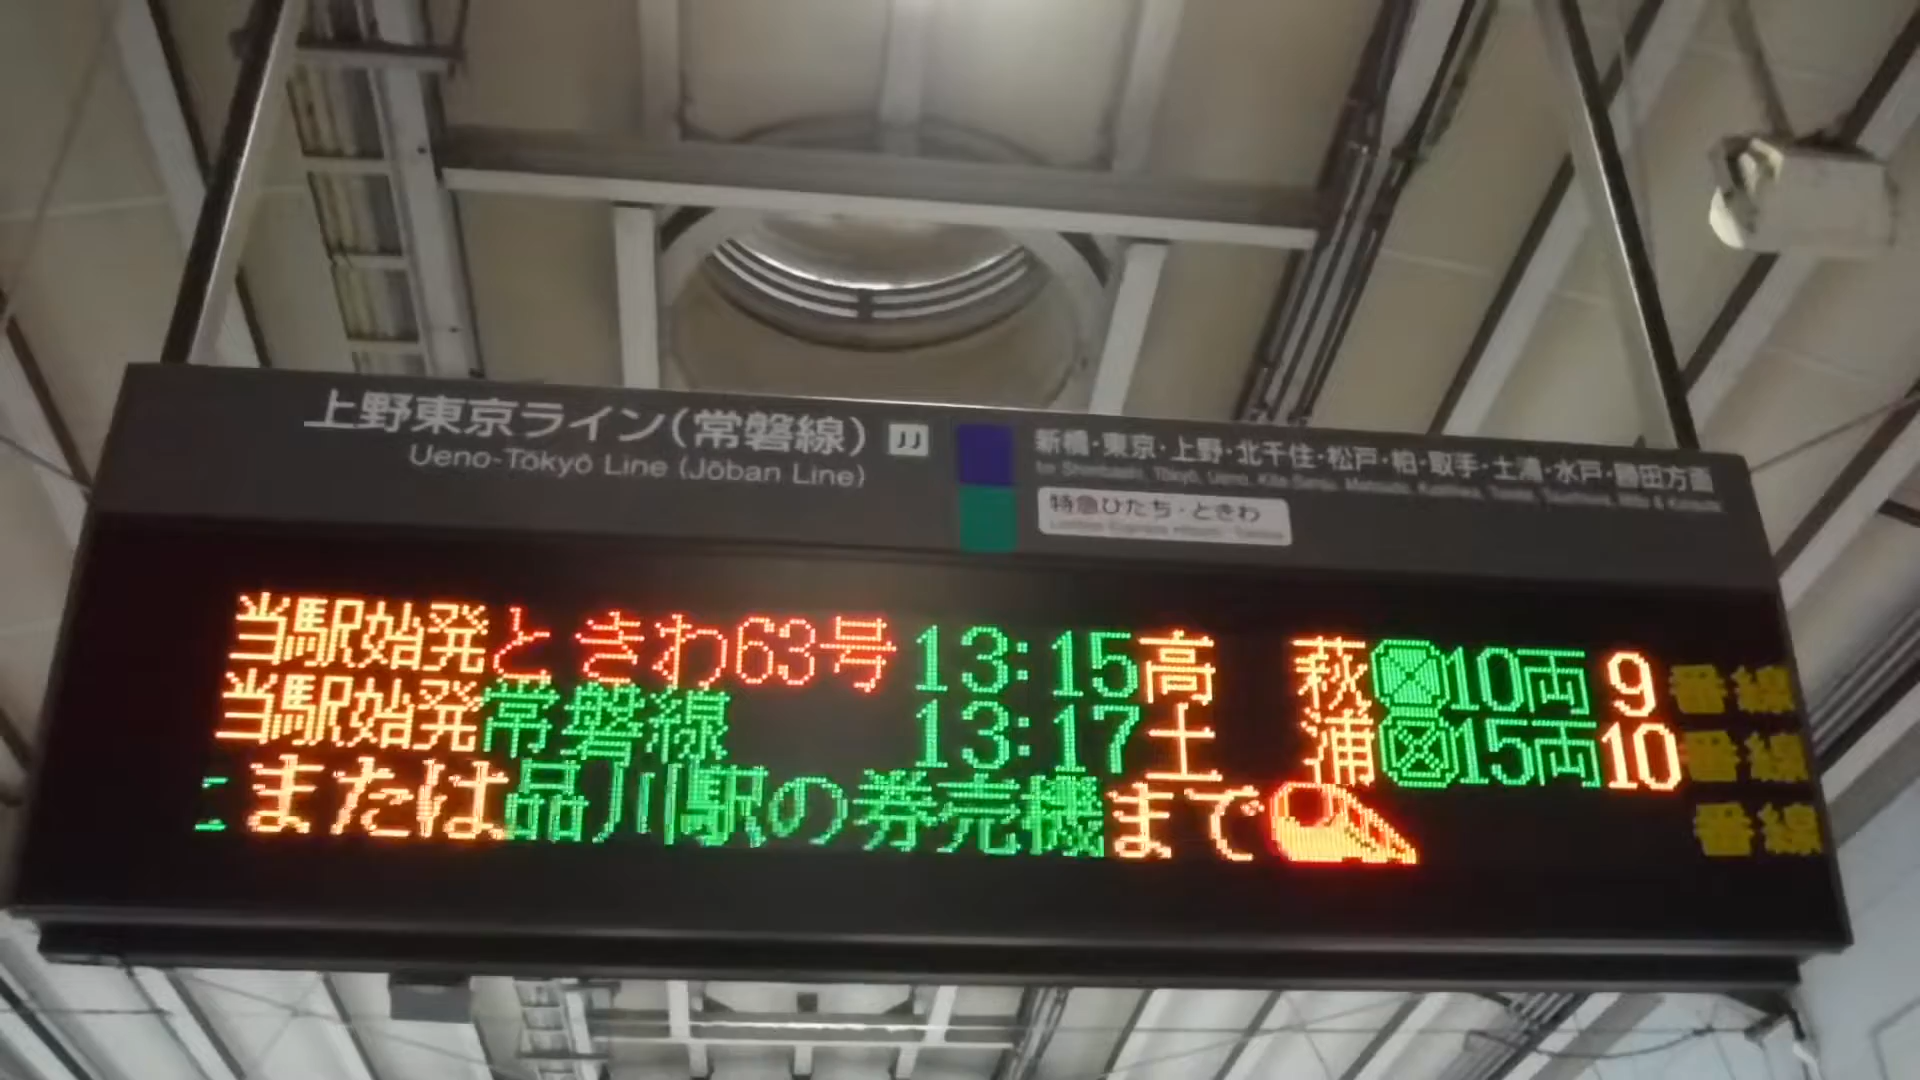 上野東京ライン(常磐線) JJ
Ueno-Tōkyō Line (Jōban Line)
新橋・東京・上野・北千住・松戸・柏・取手・土浦・水戸・勝田方面
for Shimbashi, Tōkyō, Ueno, Kita-Senju, Matsudo, Kashiwa, Toride, Tsuchiura, Mito & Katsuta
特急ひたち・ときわ
Limited Express
当駅始発ときわ63号 13:15 高 萩 10両 9 番線
当駅始発常磐線 13:17 土 浦 15両 10 番線
または品川駅の券売機まで 番線